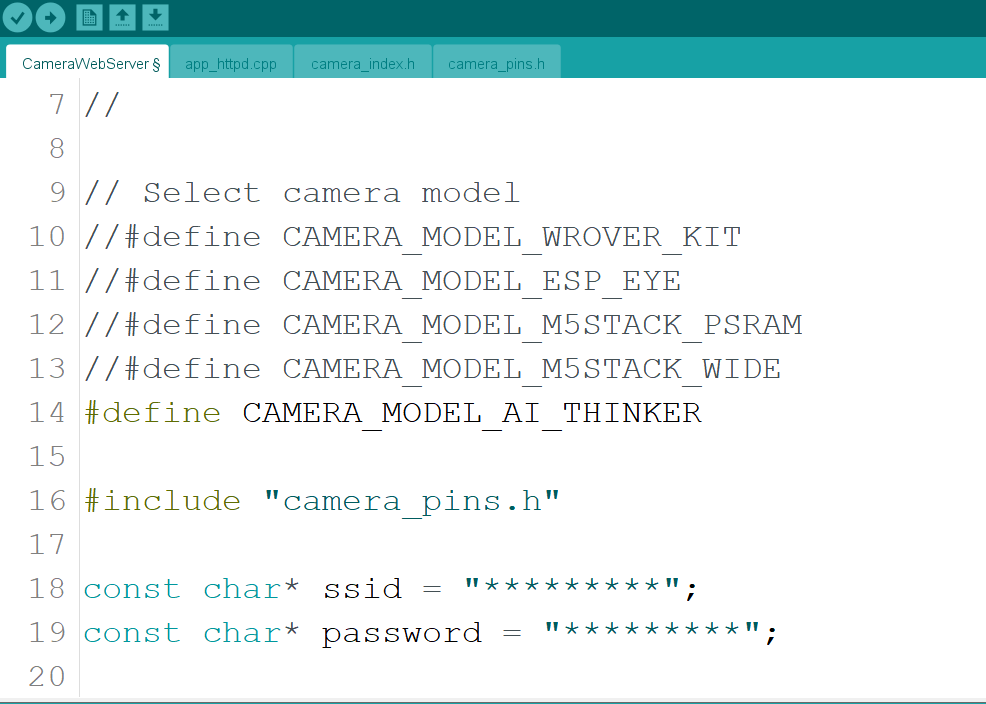 CameraWebServer § app_httpd.cpp camera_index.h camera_pins.h
7 //
8
9 // Select camera model
10 //#define CAMERA_MODEL_WROVER_KIT
11 //#define CAMERA_MODEL_ESP_EYE
12 //#define CAMERA_MODEL_M5STACK_PSRAM
13 //#define CAMERA_MODEL_M5STACK_WIDE
14 #define CAMERA_MODEL_AI_THINKER
15
16 #include "camera_pins.h"
17
18 const char* ssid = "*********";
19 const char* password = "*********";
20